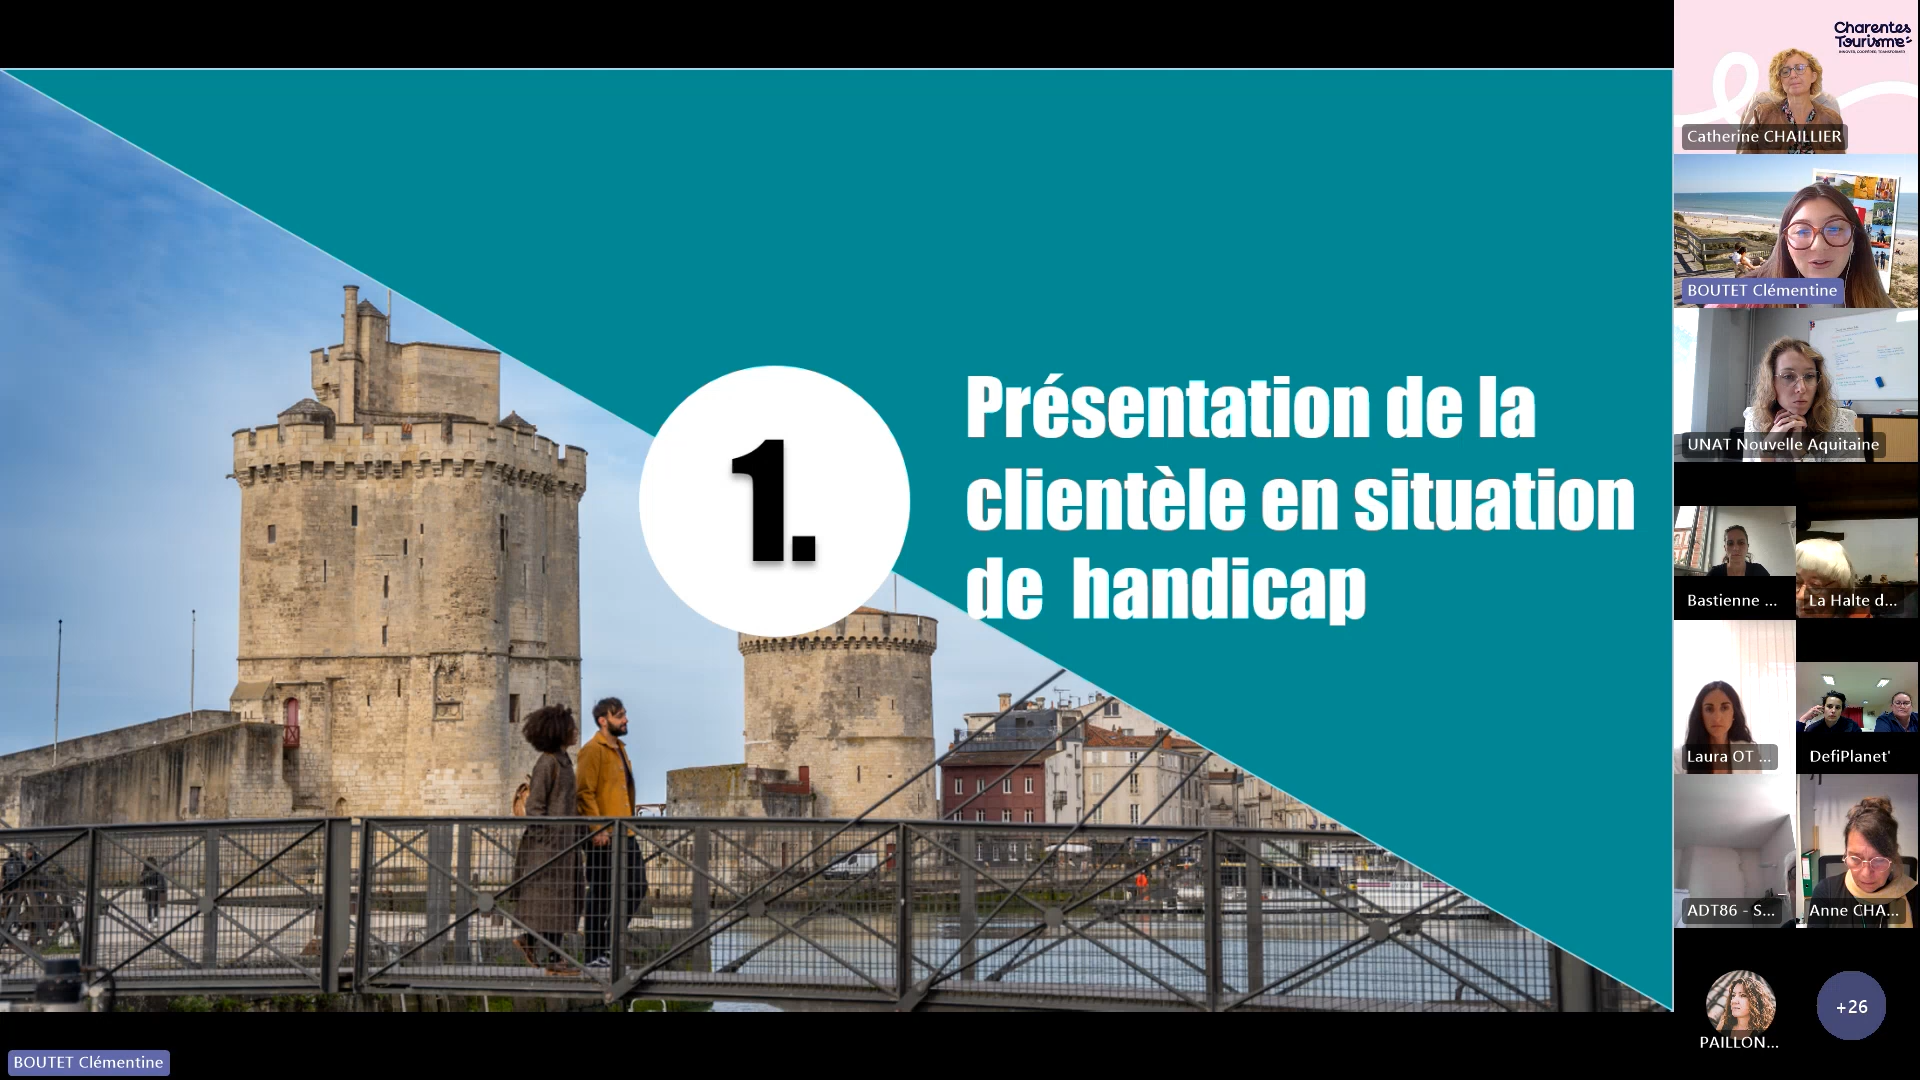 1.
Présentation de la
clientèle en situation
de handicap
Charentes
Tourisme
Catherine CHAILLIER
BOUTET Clémentine
UNAT Nouvelle Aquitaine
Bastienne ...
La Halte d...
Laura OT ...
DefiPlanet'
ADT86 - S...
Anne CHA...
PAILLON...
+26
BOUTET Clémentine